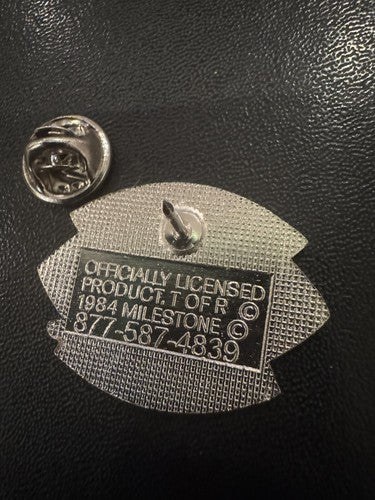 OFFICIALLY LICENSED
PRODUCT, T OF R ©
1984 MILESTONE, ©
877-587-4839